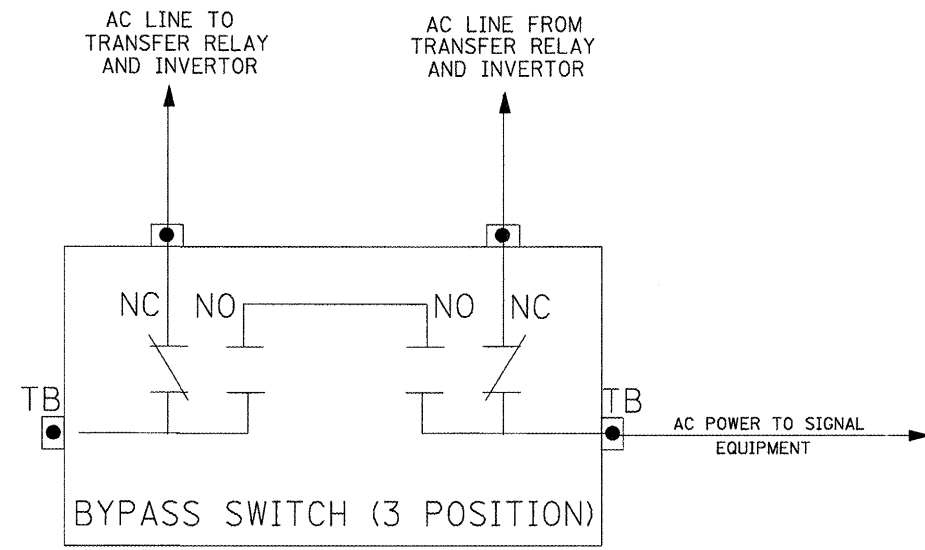 AC LINE TO
TRANSFER RELAY
AND INVERTOR
AC LINE FROM
TRANSFER RELAY
AND INVERTOR
NC NO NO NC
TB TB
AC POWER TO SIGNAL
EQUIPMENT
BYPASS SWITCH (3 POSITION)